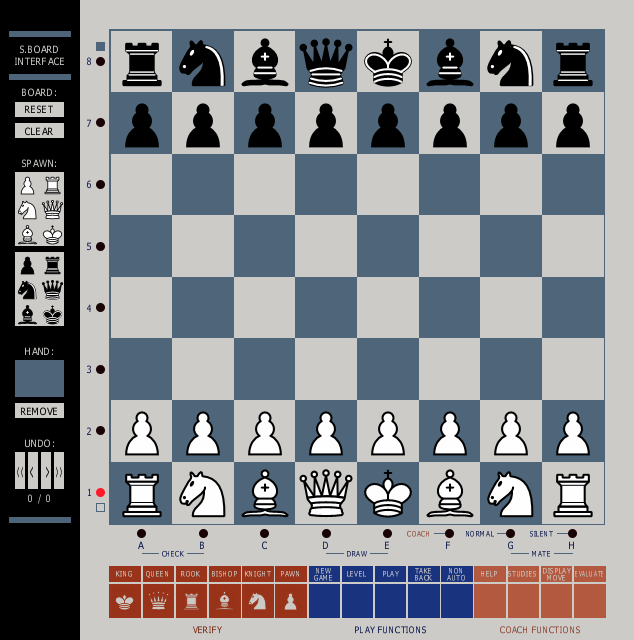 S.BOARD
INTERFACE
BOARD:
RESET
CLEAR
SPAWN:
HAND:
REMOVE
UNDO:
⟨⟨ ⟨ ⟩ ⟩⟩
0 / 0
8
7
6
5
4
3
2
1
COACH NORMAL SILENT
A B C D E F G H
CHECK DRAW MATE
KING QUEEN ROOK BISHOP KNIGHT PAWN NEW GAME LEVEL PLAY TAKE BACK NON AUTO HELP STUDIES DISPLAY MOVE EVALUATE
VERIFY PLAY FUNCTIONS COACH FUNCTIONS